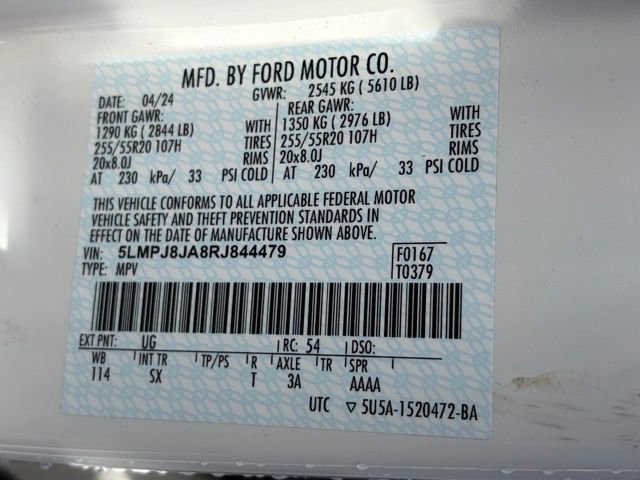 MFD. BY FORD MOTOR CO.
DATE: 04/24 GVWR: 2545 KG ( 5610 LB)
FRONT GAWR: REAR GAWR:
1290 KG ( 2844 LB) WITH 1350 KG ( 2976 LB) WITH
255/55R20 107H TIRES 255/55R20 107H TIRES
20x8.0J RIMS 20x8.0J RIMS
AT 230 kPa/ 33 PSI COLD AT 230 kPa/ 33 PSI COLD
THIS VEHICLE CONFORMS TO ALL APPLICABLE FEDERAL MOTOR
VEHICLE SAFETY AND THEFT PREVENTION STANDARDS IN
EFFECT ON THE DATE OF MANUFACTURE SHOWN ABOVE.
VIN: 5LMPJ8JA8RJ844479 F0167
TYPE: MPV T0379
EXT PNT: UG RC: 54 DSO:
WB INT TR TP/PS R AXLE TR SPR
114 SX T 3A AAAA
UTC ▽ 5U5A-1520472-BA